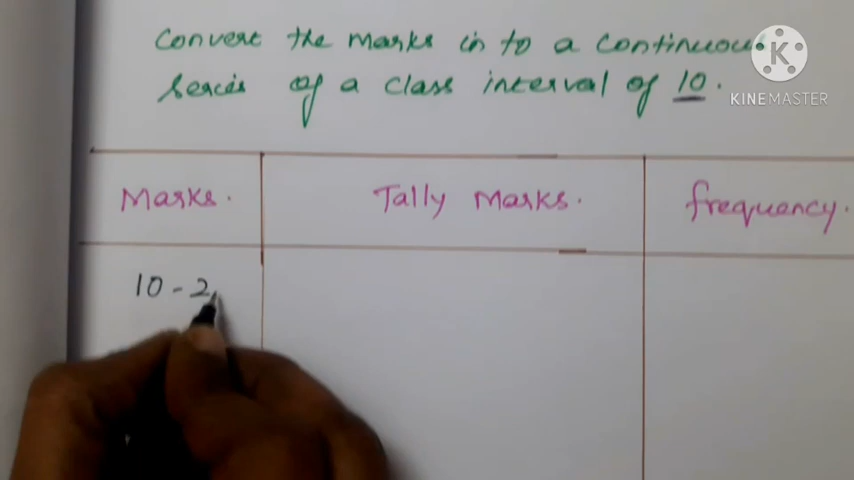 Convert the marks in to a continuous
series of a class interval of 10.
K
KINEMASTER
Marks. Tally Marks. frequency.
10 - 2